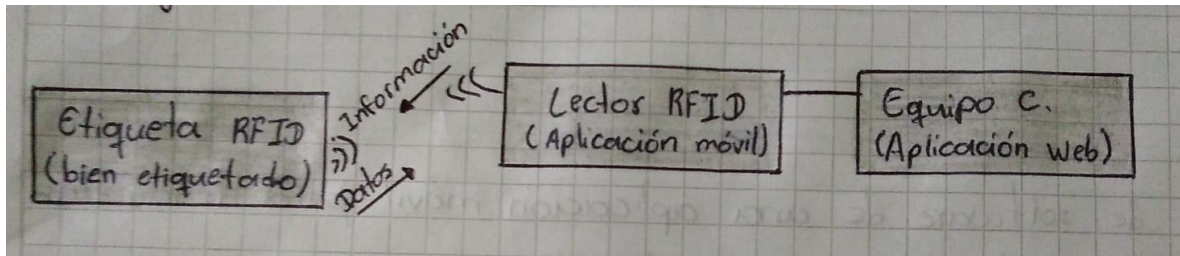 Etiqueta RFID
(bien etiquetado)
Información
Datos
Lector RFID
(Aplicación móvil)
Equipo C.
(Aplicación web)